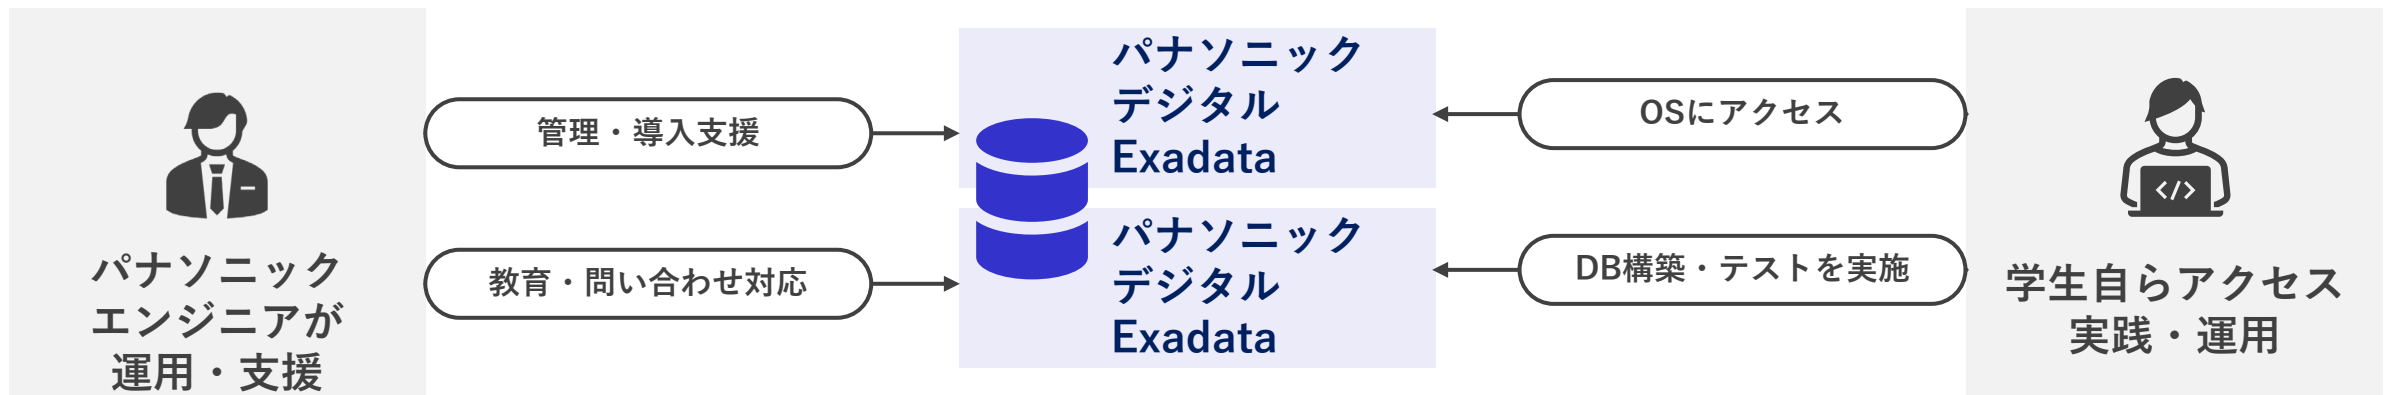 パナソニック
エンジニアが
運用・支援
管理・導入支援
教育・問い合わせ対応
パナソニック
デジタル
Exadata
パナソニック
デジタル
Exadata
OSにアクセス
DB構築・テストを実施
</>
学生自らアクセス
実践・運用